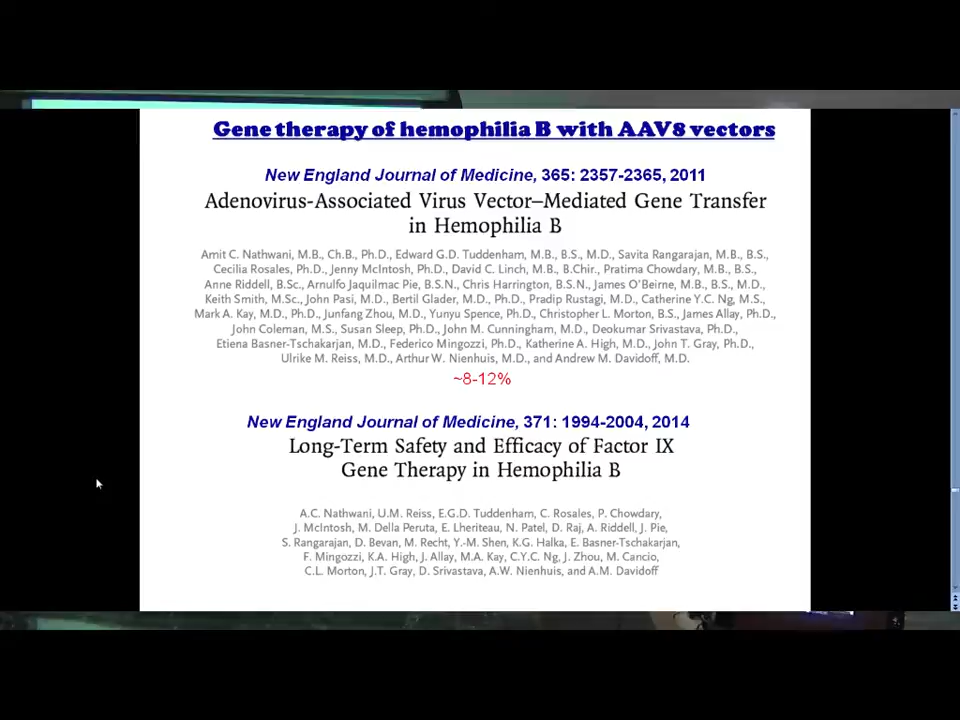 Gene therapy of hemophilia B with AAV8 vectors
New England Journal of Medicine, 365: 2357-2365, 2011
Adenovirus-Associated Virus Vector–Mediated Gene Transfer
in Hemophilia B
Amit C. Nathwani, M.B., Ch.B., Ph.D., Edward G.D. Tuddenham, M.B., B.S., M.D., Savita Rangarajan, M.B., B.S.,
Cecilia Rosales, Ph.D., Jenny McIntosh, Ph.D., David C. Linch, M.B., B.Chir., Pratima Chowdary, M.B., B.S.,
Anne Riddell, B.Sc., Arnulfo Jaquilmac Pie, B.S.N., Chris Harrington, B.S.N., James O'Beirne, M.B., B.S., M.D.,
Keith Smith, M.Sc., John Pasi, M.D., Bertil Glader, M.D., Ph.D., Pradip Rustagi, M.D., Catherine Y.C. Ng, M.S.,
Mark A. Kay, M.D., Ph.D., Junfang Zhou, M.D., Yunyu Spence, Ph.D., Christopher L. Morton, B.S., James Allay, Ph.D.,
John Coleman, M.S., Susan Sleep, Ph.D., John M. Cunningham, M.D., Deokumar Srivastava, Ph.D.,
Etiena Basner-Tschakarjan, M.D., Federico Mingozzi, Ph.D., Katherine A. High, M.D., John T. Gray, Ph.D.,
Ulrike M. Reiss, M.D., Arthur W. Nienhuis, M.D., and Andrew M. Davidoff, M.D.
~8-12%
New England Journal of Medicine, 371: 1994-2004, 2014
Long-Term Safety and Efficacy of Factor IX
Gene Therapy in Hemophilia B
A.C. Nathwani, U.M. Reiss, E.G.D. Tuddenham, C. Rosales, P. Chowdary,
J. McIntosh, M. Della Peruta, E. Lheriteau, N. Patel, D. Raj, A. Riddell, J. Pie,
S. Rangarajan, D. Bevan, M. Recht, Y.-M. Shen, K.G. Halka, E. Basner-Tschakarjan,
F. Mingozzi, K.A. High, J. Allay, M.A. Kay, C.Y.C. Ng, J. Zhou, M. Cancio,
C.L. Morton, J.T. Gray, D. Srivastava, A.W. Nienhuis, and A.M. Davidoff